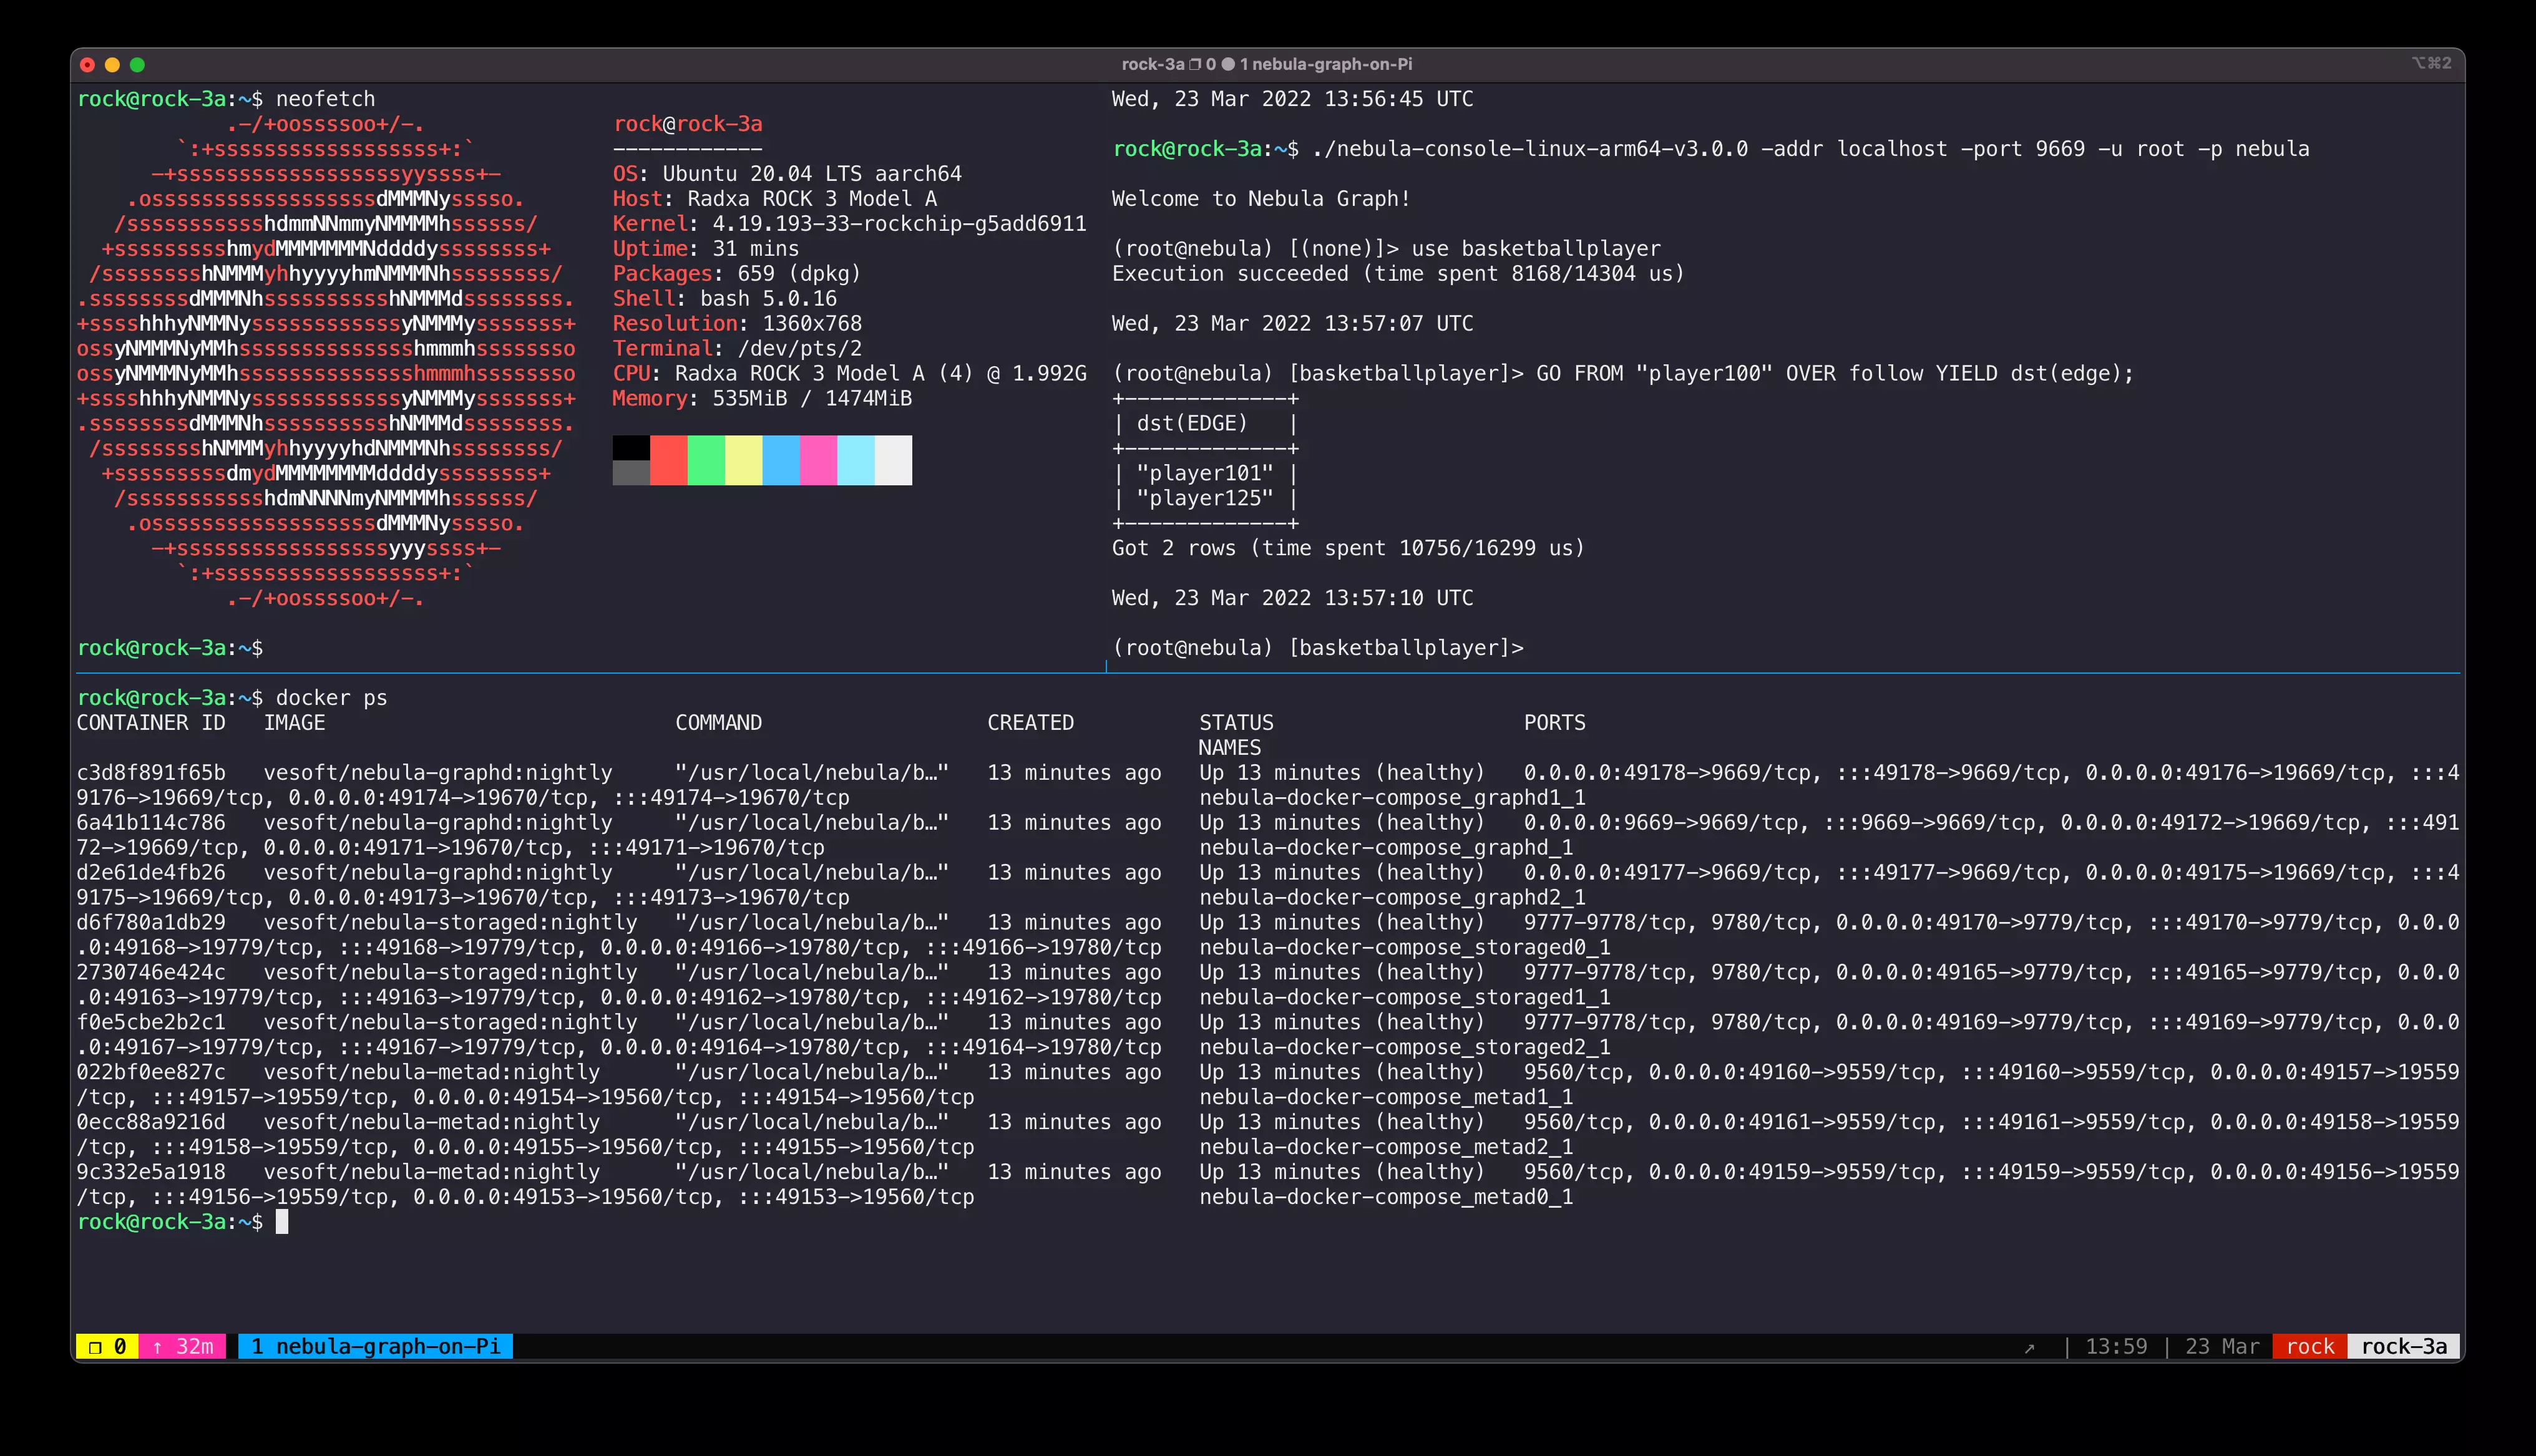 rock-3a ❐ 0 ● 1 nebula-graph-on-Pi
⌥⌘2
rock@rock-3a:~$ neofetch
            .-/+oossssoo+/-.
        `:+ssssssssssssssssss+:`
      -+ssssssssssssssssssyyssss+-
    .ossssssssssssssssssdMMMNysssso.
   /ssssssssssshdmmNNmmyNMMMMhssssss/
  +ssssssssshmydMMMMMMMNddddyssssssss+
 /sssssssshNMMMyhhyyyyhmNMMMNhssssssss/
.ssssssssdMMMNhsssssssssshNMMMdssssssss.
+sssshhhyNMMNyssssssssssssyNMMMysssssss+
ossyNMMMNyMMhsssssssssssssshmmmhssssssso
ossyNMMMNyMMhsssssssssssssshmmmhssssssso
+sssshhhyNMMNyssssssssssssyNMMMysssssss+
.ssssssssdMMMNhsssssssssshNMMMdssssssss.
 /sssssssshNMMMyhhyyyyhdNMMMNhssssssss/
  +sssssssssdmydMMMMMMMMddddyssssssss+
   /ssssssssssshdmNNNNmyNMMMMhssssss/
    .ossssssssssssssssssdMMMNysssso.
      -+sssssssssssssssssyyyssss+-
        `:+ssssssssssssssssss+:`
            .-/+oossssoo+/-.
rock@rock-3a
------------
OS: Ubuntu 20.04 LTS aarch64
Host: Radxa ROCK 3 Model A
Kernel: 4.19.193-33-rockchip-g5add6911
Uptime: 31 mins
Packages: 659 (dpkg)
Shell: bash 5.0.16
Resolution: 1360x768
Terminal: /dev/pts/2
CPU: Radxa ROCK 3 Model A (4) @ 1.992G
Memory: 535MiB / 1474MiB
rock@rock-3a:~$
Wed, 23 Mar 2022 13:56:45 UTC
rock@rock-3a:~$ ./nebula-console-linux-arm64-v3.0.0 -addr localhost -port 9669 -u root -p nebula
Welcome to Nebula Graph!
(root@nebula) [(none)]> use basketballplayer
Execution succeeded (time spent 8168/14304 us)
Wed, 23 Mar 2022 13:57:07 UTC
(root@nebula) [basketballplayer]> GO FROM "player100" OVER follow YIELD dst(edge);
+-------------+
| dst(EDGE)   |
+-------------+
| "player101" |
| "player125" |
+-------------+
Got 2 rows (time spent 10756/16299 us)
Wed, 23 Mar 2022 13:57:10 UTC
(root@nebula) [basketballplayer]>
rock@rock-3a:~$ docker ps
CONTAINER ID   IMAGE                            COMMAND                  CREATED          STATUS                    PORTS
NAMES
c3d8f891f65b   vesoft/nebula-graphd:nightly     "/usr/local/nebula/b…"   13 minutes ago   Up 13 minutes (healthy)   0.0.0.0:49178->9669/tcp, :::49178->9669/tcp, 0.0.0.0:49176->19669/tcp, :::4
9176->19669/tcp, 0.0.0.0:49174->19670/tcp, :::49174->19670/tcp                            nebula-docker-compose_graphd1_1
6a41b114c786   vesoft/nebula-graphd:nightly     "/usr/local/nebula/b…"   13 minutes ago   Up 13 minutes (healthy)   0.0.0.0:9669->9669/tcp, :::9669->9669/tcp, 0.0.0.0:49172->19669/tcp, :::491
72->19669/tcp, 0.0.0.0:49171->19670/tcp, :::49171->19670/tcp                              nebula-docker-compose_graphd_1
d2e61de4fb26   vesoft/nebula-graphd:nightly     "/usr/local/nebula/b…"   13 minutes ago   Up 13 minutes (healthy)   0.0.0.0:49177->9669/tcp, :::49177->9669/tcp, 0.0.0.0:49175->19669/tcp, :::4
9175->19669/tcp, 0.0.0.0:49173->19670/tcp, :::49173->19670/tcp                            nebula-docker-compose_graphd2_1
d6f780a1db29   vesoft/nebula-storaged:nightly   "/usr/local/nebula/b…"   13 minutes ago   Up 13 minutes (healthy)   9777-9778/tcp, 9780/tcp, 0.0.0.0:49170->9779/tcp, :::49170->9779/tcp, 0.0.0
.0:49168->19779/tcp, :::49168->19779/tcp, 0.0.0.0:49166->19780/tcp, :::49166->19780/tcp   nebula-docker-compose_storaged0_1
2730746e424c   vesoft/nebula-storaged:nightly   "/usr/local/nebula/b…"   13 minutes ago   Up 13 minutes (healthy)   9777-9778/tcp, 9780/tcp, 0.0.0.0:49165->9779/tcp, :::49165->9779/tcp, 0.0.0
.0:49163->19779/tcp, :::49163->19779/tcp, 0.0.0.0:49162->19780/tcp, :::49162->19780/tcp   nebula-docker-compose_storaged1_1
f0e5cbe2b2c1   vesoft/nebula-storaged:nightly   "/usr/local/nebula/b…"   13 minutes ago   Up 13 minutes (healthy)   9777-9778/tcp, 9780/tcp, 0.0.0.0:49169->9779/tcp, :::49169->9779/tcp, 0.0.0
.0:49167->19779/tcp, :::49167->19779/tcp, 0.0.0.0:49164->19780/tcp, :::49164->19780/tcp   nebula-docker-compose_storaged2_1
022bf0ee827c   vesoft/nebula-metad:nightly      "/usr/local/nebula/b…"   13 minutes ago   Up 13 minutes (healthy)   9560/tcp, 0.0.0.0:49160->9559/tcp, :::49160->9559/tcp, 0.0.0.0:49157->19559
/tcp, :::49157->19559/tcp, 0.0.0.0:49154->19560/tcp, :::49154->19560/tcp                  nebula-docker-compose_metad1_1
0ecc88a9216d   vesoft/nebula-metad:nightly      "/usr/local/nebula/b…"   13 minutes ago   Up 13 minutes (healthy)   9560/tcp, 0.0.0.0:49161->9559/tcp, :::49161->9559/tcp, 0.0.0.0:49158->19559
/tcp, :::49158->19559/tcp, 0.0.0.0:49155->19560/tcp, :::49155->19560/tcp                  nebula-docker-compose_metad2_1
9c332e5a1918   vesoft/nebula-metad:nightly      "/usr/local/nebula/b…"   13 minutes ago   Up 13 minutes (healthy)   9560/tcp, 0.0.0.0:49159->9559/tcp, :::49159->9559/tcp, 0.0.0.0:49156->19559
/tcp, :::49156->19559/tcp, 0.0.0.0:49153->19560/tcp, :::49153->19560/tcp                  nebula-docker-compose_metad0_1
rock@rock-3a:~$
❐ 0 ↑ 32m 1 nebula-graph-on-Pi ↗ | 13:59 | 23 Mar rock rock-3a